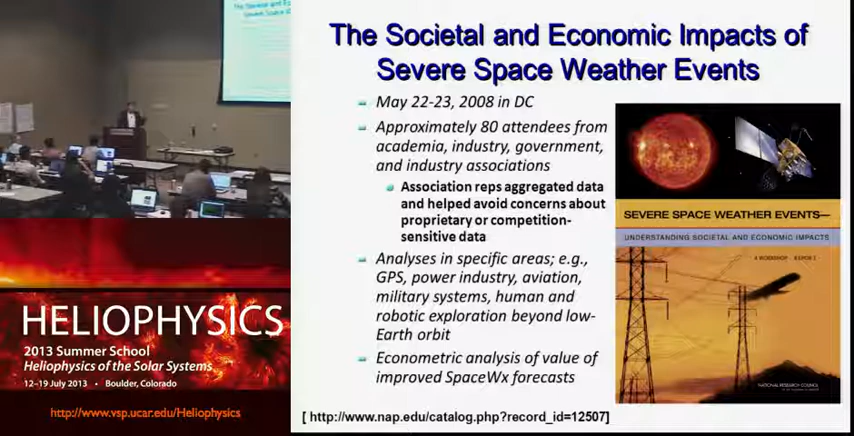 The Societal and Economic Impacts of
Severe Space Weather Events
May 22-23, 2008 in DC
Approximately 80 attendees from
academia, industry, government,
and industry associations
Association reps aggregated data
and helped avoid concerns about
proprietary or competition-
sensitive data
Analyses in specific areas; e.g.,
GPS, power industry, aviation,
military systems, human and
robotic exploration beyond low-
Earth orbit
Econometric analysis of value of
improved SpaceWx forecasts
[ http://www.nap.edu/catalog.php?record_id=12507]
SEVERE SPACE WEATHER EVENTS—
UNDERSTANDING SOCIETAL AND ECONOMIC IMPACTS
A WORKSHOP REPORT
NATIONAL RESEARCH COUNCIL
HELIOPHYSICS
2013 Summer School
Heliophysics of the Solar Systems
12–19 July 2013 • Boulder, Colorado
http://www.vsp.ucar.edu/Heliophysics